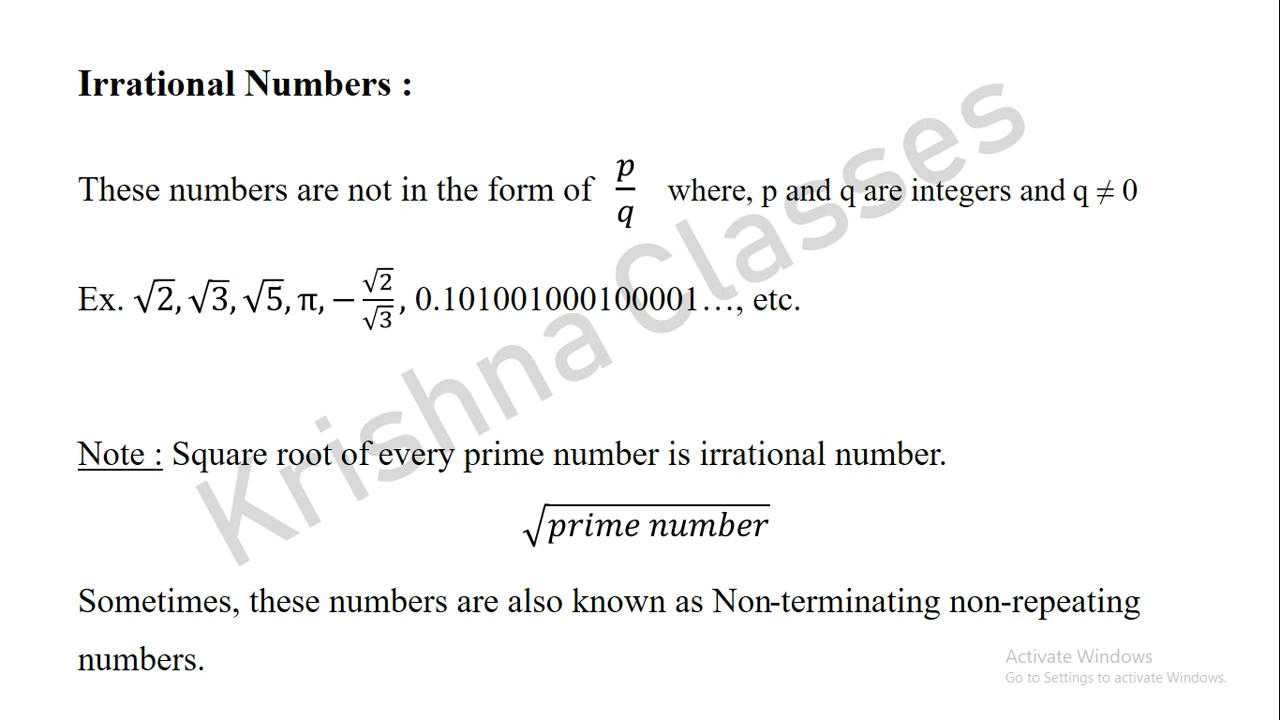 Irrational Numbers :
These numbers are not in the form of p/q where, p and q are integers and q ≠ 0
Ex. √2, √3, √5, π, −√2/√3, 0.101001000100001…, etc.
Note : Square root of every prime number is irrational number.
√prime number
Sometimes, these numbers are also known as Non-terminating non-repeating
numbers.
Krishna Classes
Activate Windows
Go to Settings to activate Windows.